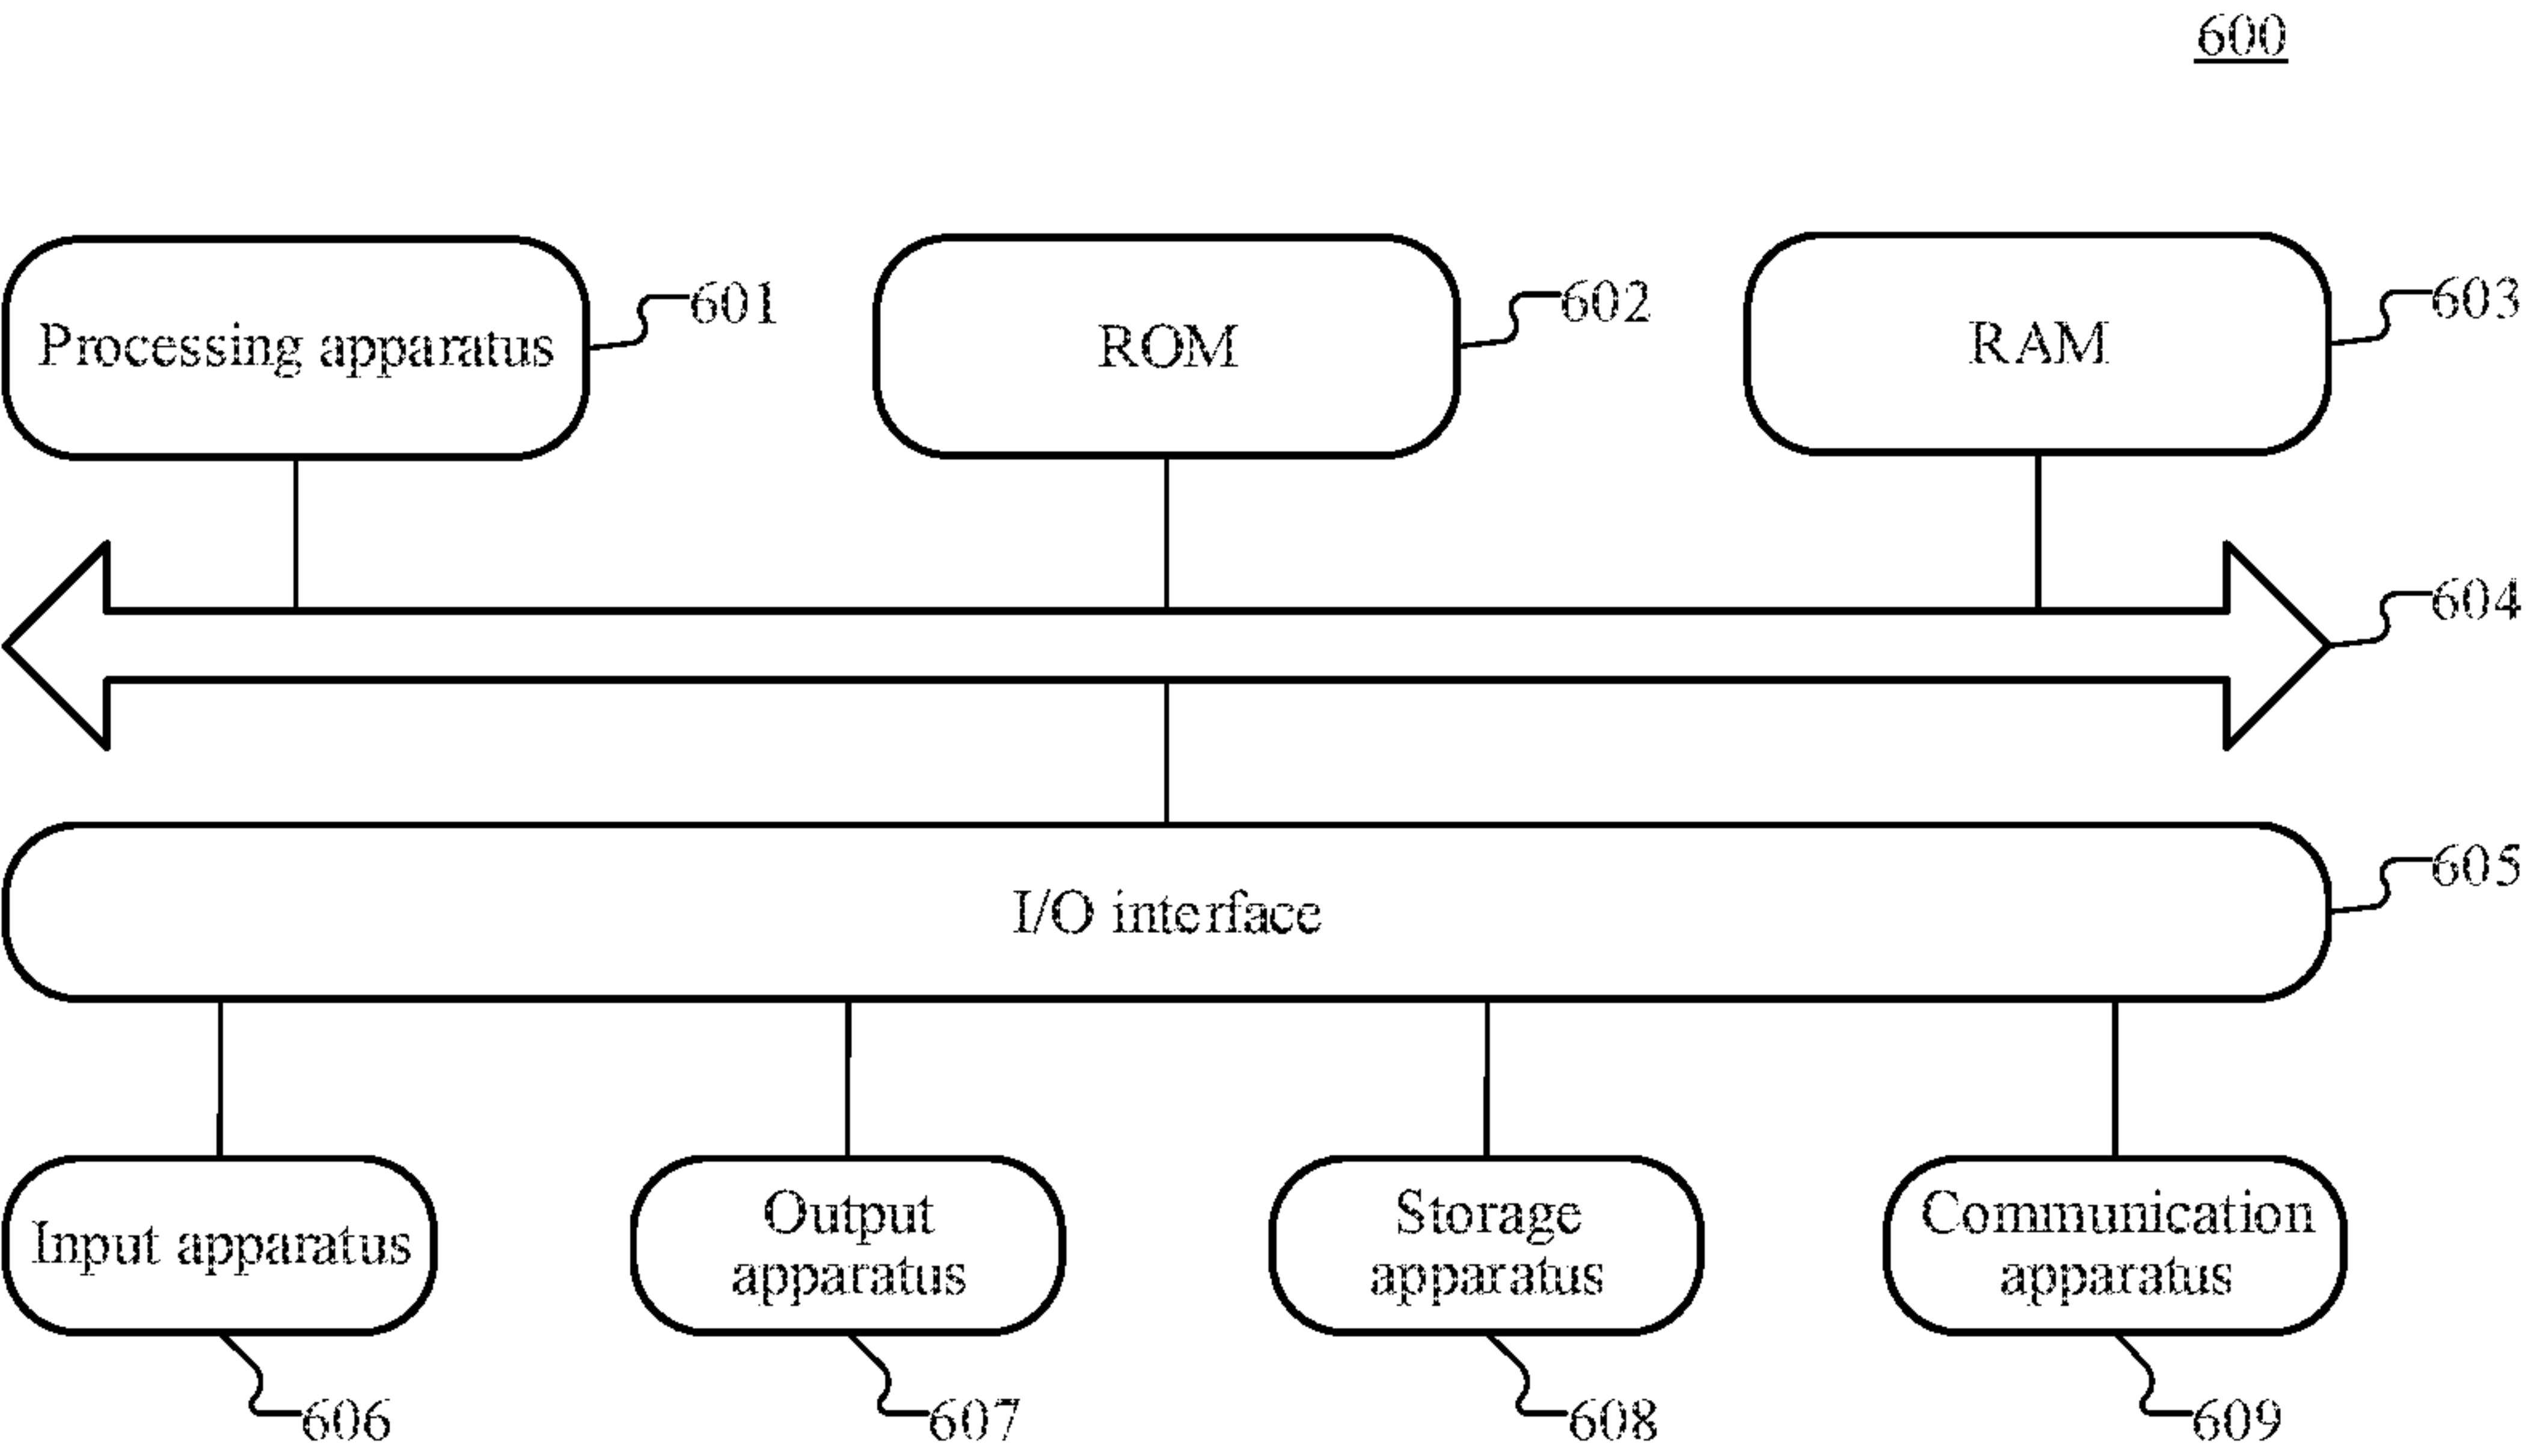 600
Processing apparatus
601
ROM
602
RAM
603
604
I/O interface
605
Input apparatus
606
Output
apparatus
607
Storage
apparatus
608
Communication
apparatus
609